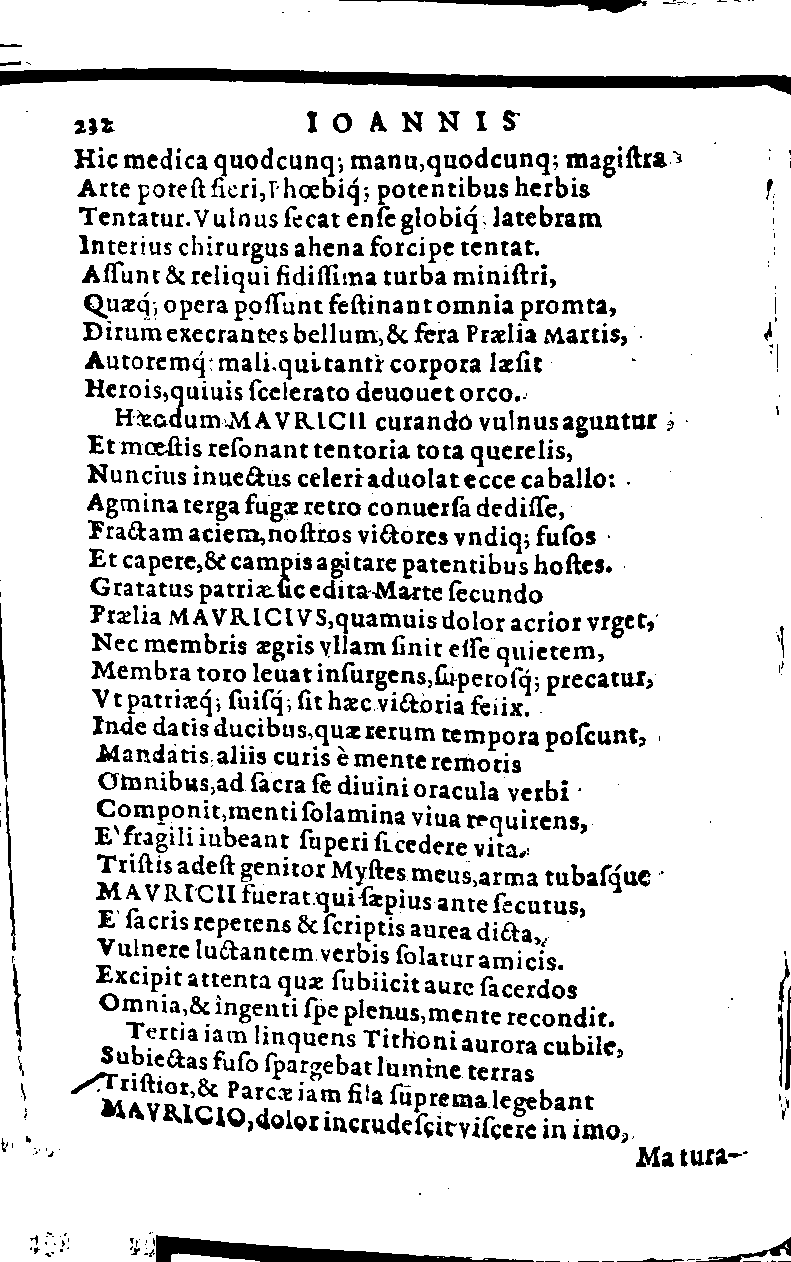 232 IOANNIS
Hic medica quodcunq; manu,quodcunq; magiſtra
Arte poteſt fieri,Phœbiq́; potentibus herbis
Tentatur.Vulnus ſecat enſe globiq́; latebram
Interius chirurgus ahena forcipe tentat.
Aſſunt & reliqui fidiſſima turba miniſtri,
Quæq́; opera poſſunt feſtinant omnia promta,
Dirum execrantes bellum,& fera Prælia Martis,
Autoremq́; mali.qui tanti corpora læſit
Herois,quiuis ſcelerato deuouet orco.
Hæc dum MAVRICII curando vulnus aguntur,
Et mœſtis reſonant tentoria tota querelis,
Nuncius inuectus celeri aduolat ecce caballo:
Agmina terga fugæ retro conuerſa dediſſe,
Fractam aciem,noſtros victores vndiq; fuſos
Et capere,& campis agitare patentibus hoſtes.
Gratatus patriæ ſic edita Marte ſecundo
Prælia MAVRICIVS,quamuis dolor acrior vrget,
Nec membris ægris vllam ſinit eſſe quietem,
Membra toro leuat inſurgens,ſuperoſq; precatur,
Vt patriæq́; ſuiſq́; ſit hæc victoria felix.
Inde datis ducibus,quæ rerum tempora poſcunt,
Mandatis,aliis curis è mente remotis
Omnibus,ad ſacra ſe diuini oracula verbi
Componit,menti ſolamina viua requirens,
E' fragili iubeant ſuperi ſi cedere vita.
Triſtis adeſt genitor Myſtes meus,arma tubaſq́ue
MAVRICII fuerat qui ſæpius ante ſecutus,
E' ſacris repetens & ſcriptis aurea dicta,
Vulnere luctantem verbis ſolatur amicis.
Excipit attenta quæ ſubiicit aure ſacerdos
Omnia,& ingenti ſpe plenus,mente recondit.
Tertia iam linquens Tithoni aurora cubile,
Subiectas fuſo ſpargebat lumine terras
Triſtior,& Parcæ iam fila ſuprema legebant
MAVRICIO,dolor incrudeſcit viſcere in imo,
Matura-